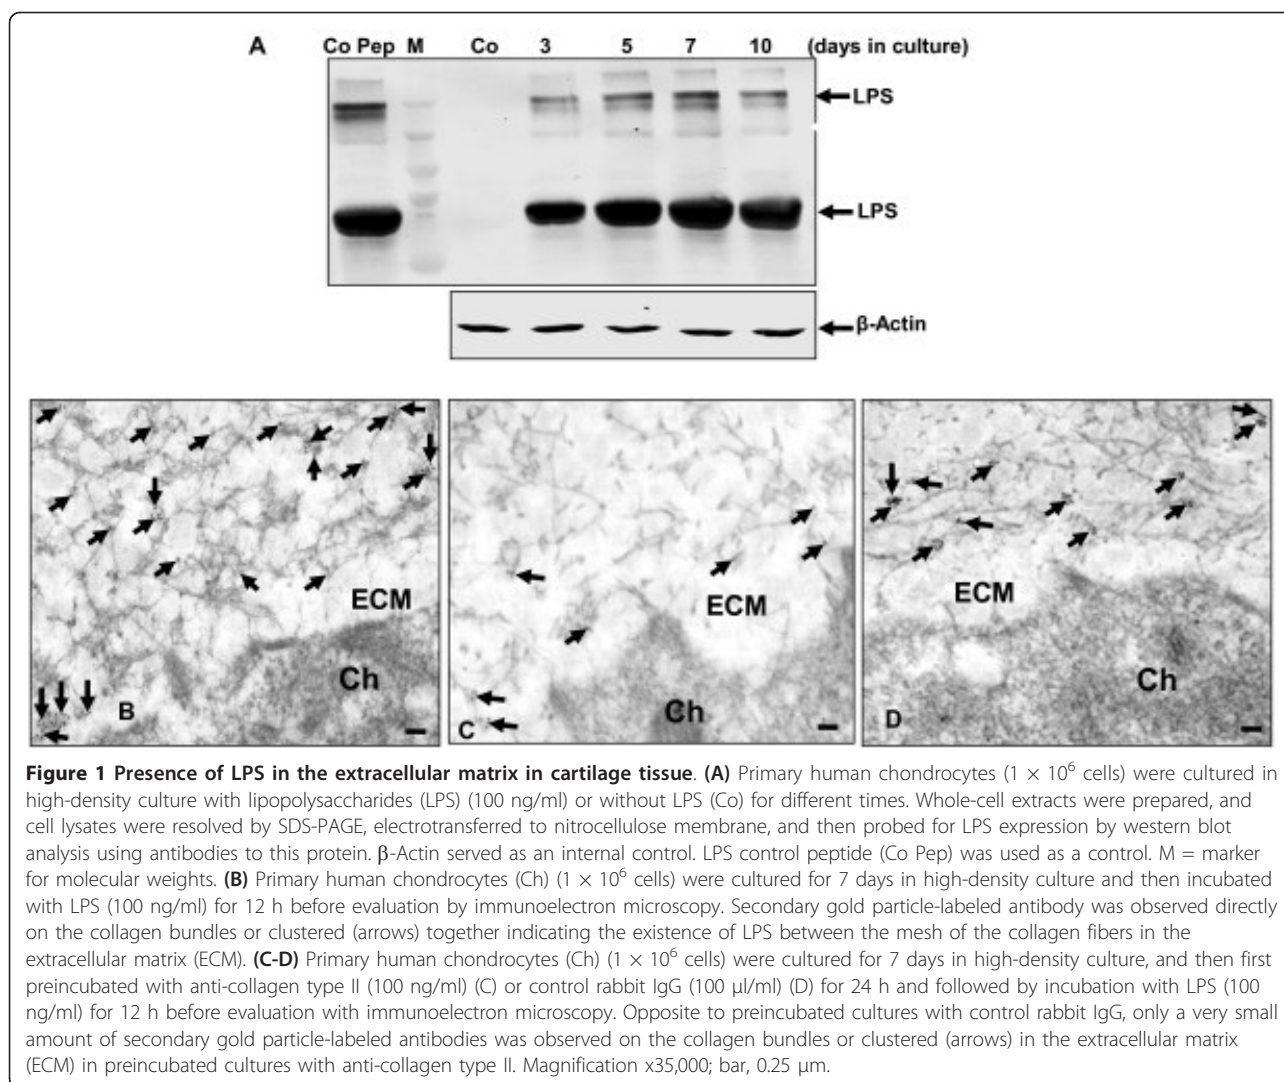 A Co Pep M Co 3 5 7 10 (days in culture)
LPS
LPS
β-Actin
ECM
Ch
B
ECM
Ch
C
ECM
Ch
D
Figure 1 Presence of LPS in the extracellular matrix in cartilage tissue. (A) Primary human chondrocytes (1 × 10⁶ cells) were cultured in
high-density culture with lipopolysaccharides (LPS) (100 ng/ml) or without LPS (Co) for different times. Whole-cell extracts were prepared, and
cell lysates were resolved by SDS-PAGE, electrotransferred to nitrocellulose membrane, and then probed for LPS expression by western blot
analysis using antibodies to this protein. β-Actin served as an internal control. LPS control peptide (Co Pep) was used as a control. M = marker
for molecular weights. (B) Primary human chondrocytes (Ch) (1 × 10⁶ cells) were cultured for 7 days in high-density culture and then incubated
with LPS (100 ng/ml) for 12 h before evaluation by immunoelectron microscopy. Secondary gold particle-labeled antibody was observed directly
on the collagen bundles or clustered (arrows) together indicating the existence of LPS between the mesh of the collagen fibers in the
extracellular matrix (ECM). (C-D) Primary human chondrocytes (Ch) (1 × 10⁶ cells) were cultured for 7 days in high-density culture, and then first
preincubated with anti-collagen type II (100 ng/ml) (C) or control rabbit IgG (100 μl/ml) (D) for 24 h and followed by incubation with LPS (100
ng/ml) for 12 h before evaluation with immunoelectron microscopy. Opposite to preincubated cultures with control rabbit IgG, only a very small
amount of secondary gold particle-labeled antibodies was observed on the collagen bundles or clustered (arrows) in the extracellular matrix
(ECM) in preincubated cultures with anti-collagen type II. Magnification x35,000; bar, 0.25 μm.